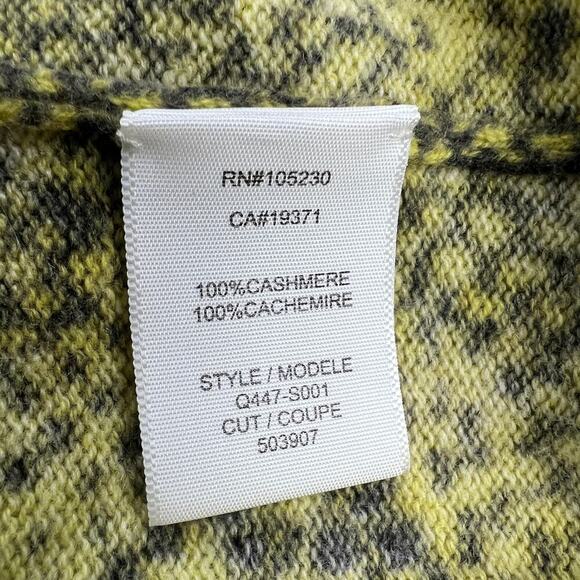 RN#105230
CA#19371
100%CASHMERE
100%CACHEMIRE
STYLE / MODELE
Q447-S001
CUT / COUPE
503907